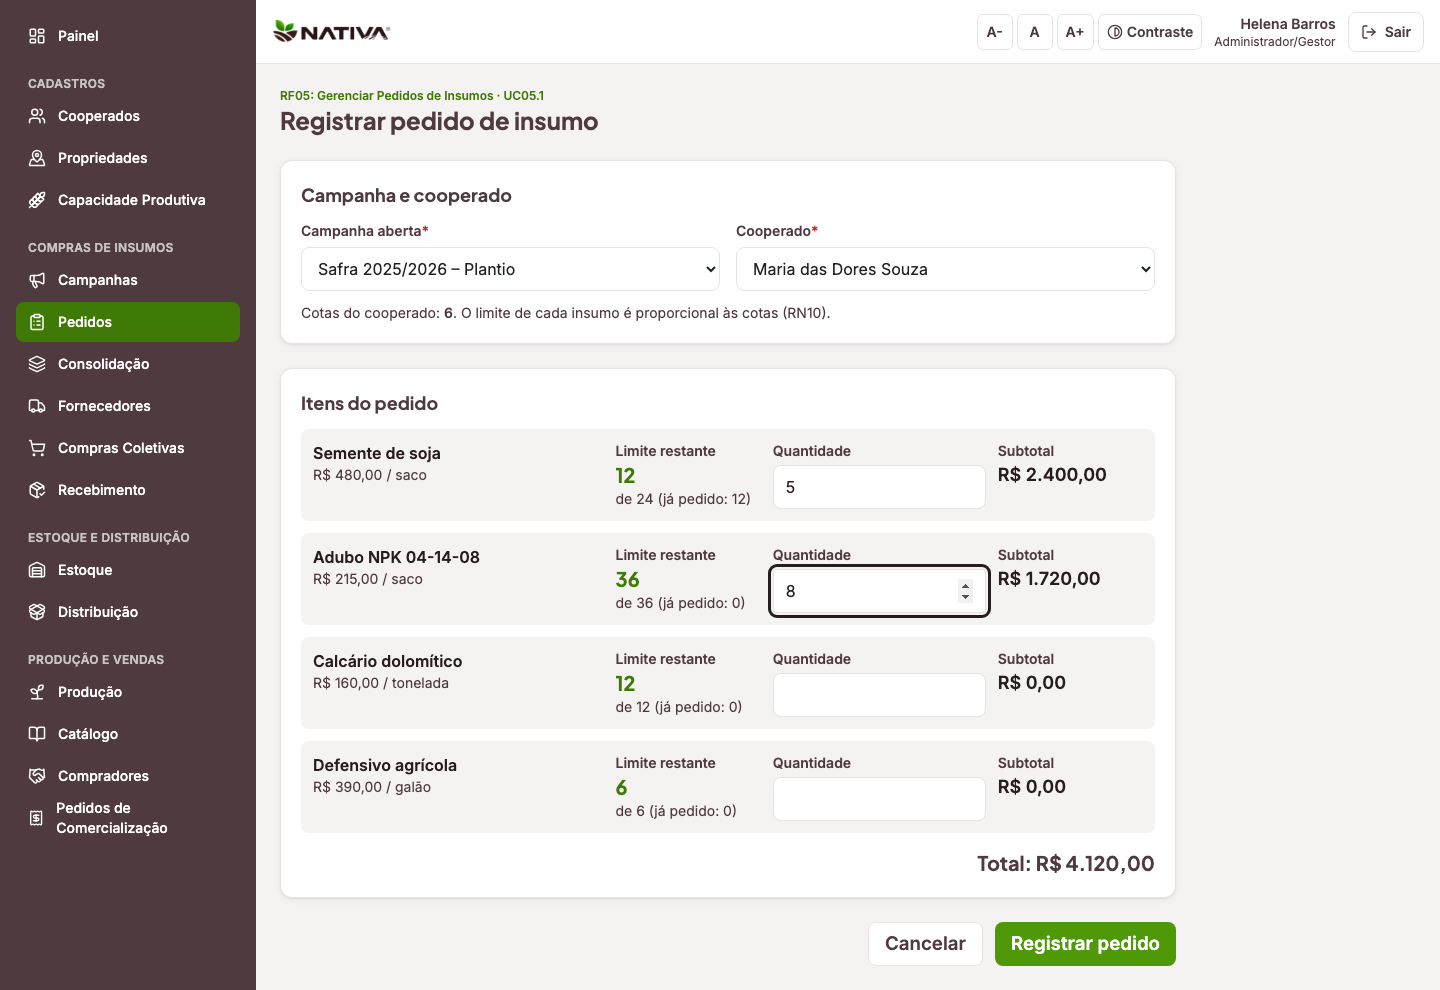 Painel
CADASTROS
Cooperados
Propriedades
Capacidade Produtiva
COMPRAS DE INSUMOS
Campanhas
Pedidos
Consolidação
Fornecedores
Compras Coletivas
Recebimento
ESTOQUE E DISTRIBUIÇÃO
Estoque
Distribuição
PRODUÇÃO E VENDAS
Produção
Catálogo
Compradores
Pedidos de
Comercialização
NATIVA
A-
A
A+
Contraste
Helena Barros
Administrador/Gestor
Sair
RF05: Gerenciar Pedidos de Insumos · UC05.1
Registrar pedido de insumo
Campanha e cooperado
Campanha aberta*
Safra 2025/2026 – Plantio
Cooperado*
Maria das Dores Souza
Cotas do cooperado: 6. O limite de cada insumo é proporcional às cotas (RN10).
Itens do pedido
Semente de soja
R$ 480,00 / saco
Limite restante
12
de 24 (já pedido: 12)
Quantidade
5
Subtotal
R$ 2.400,00
Adubo NPK 04-14-08
R$ 215,00 / saco
Limite restante
36
de 36 (já pedido: 0)
Quantidade
8
Subtotal
R$ 1.720,00
Calcário dolomítico
R$ 160,00 / tonelada
Limite restante
12
de 12 (já pedido: 0)
Quantidade
Subtotal
R$ 0,00
Defensivo agrícola
R$ 390,00 / galão
Limite restante
6
de 6 (já pedido: 0)
Quantidade
Subtotal
R$ 0,00
Total: R$ 4.120,00
Cancelar
Registrar pedido